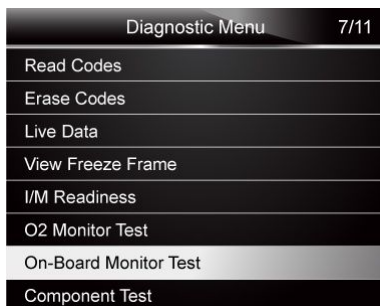 Diagnostic Menu 7/11
Read Codes
Erase Codes
Live Data
View Freeze Frame
I/M Readiness
O2 Monitor Test
On-Board Monitor Test
Component Test